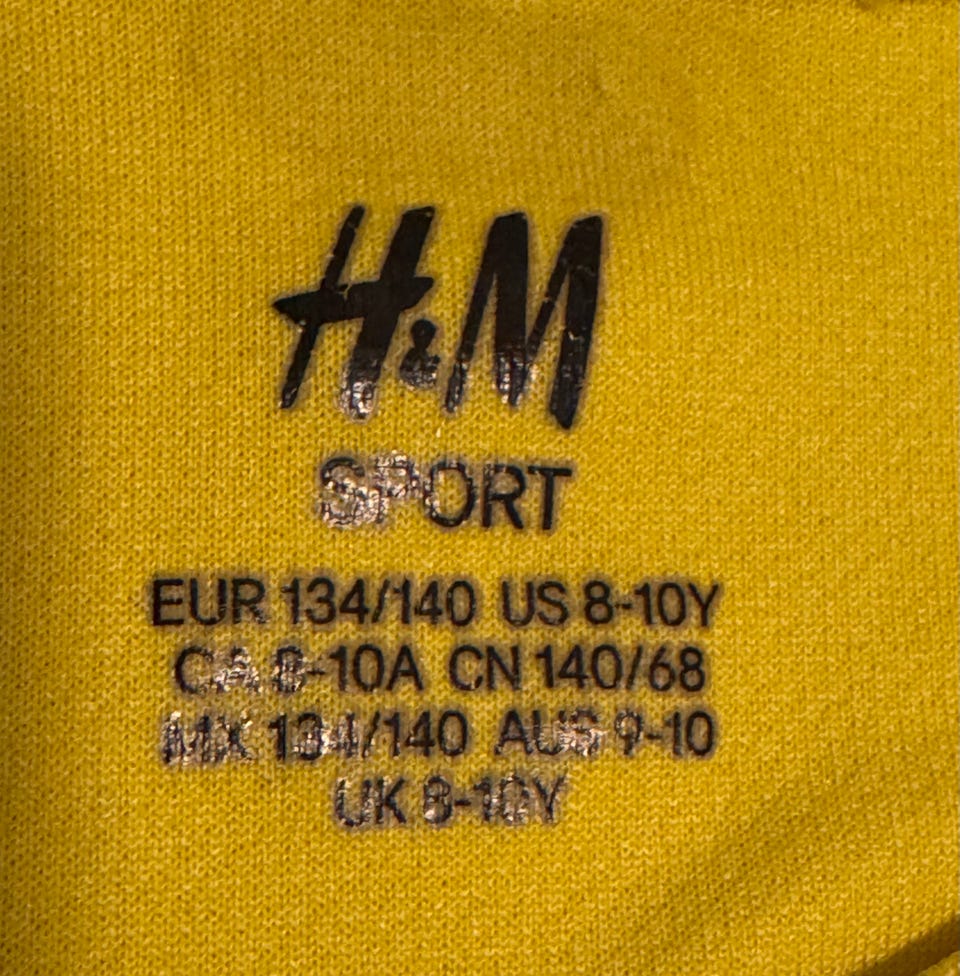 H&M
SPORT
EUR 134/140 US 8-10Y
CA 8-10A CN 140/68
MX 134/140 AUS 9-10
UK 8-10Y